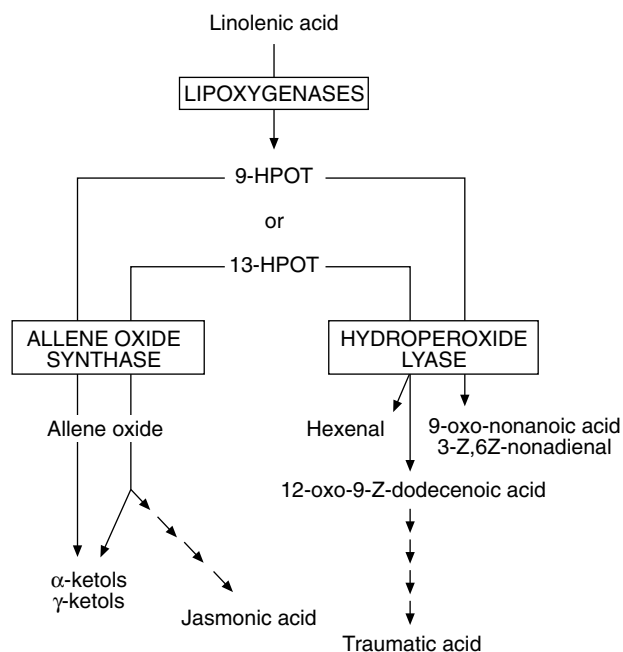 Linolenic acid
LIPOXYGENASES
9-HPOT
or
13-HPOT
ALLENE OXIDE
SYNTHASE
HYDROPEROXIDE
LYASE
Allene oxide
Hexenal
9-oxo-nonanoic acid
3-Z,6Z-nonadienal
12-oxo-9-Z-dodecenoic acid
α-ketols
γ-ketols
Jasmonic acid
Traumatic acid